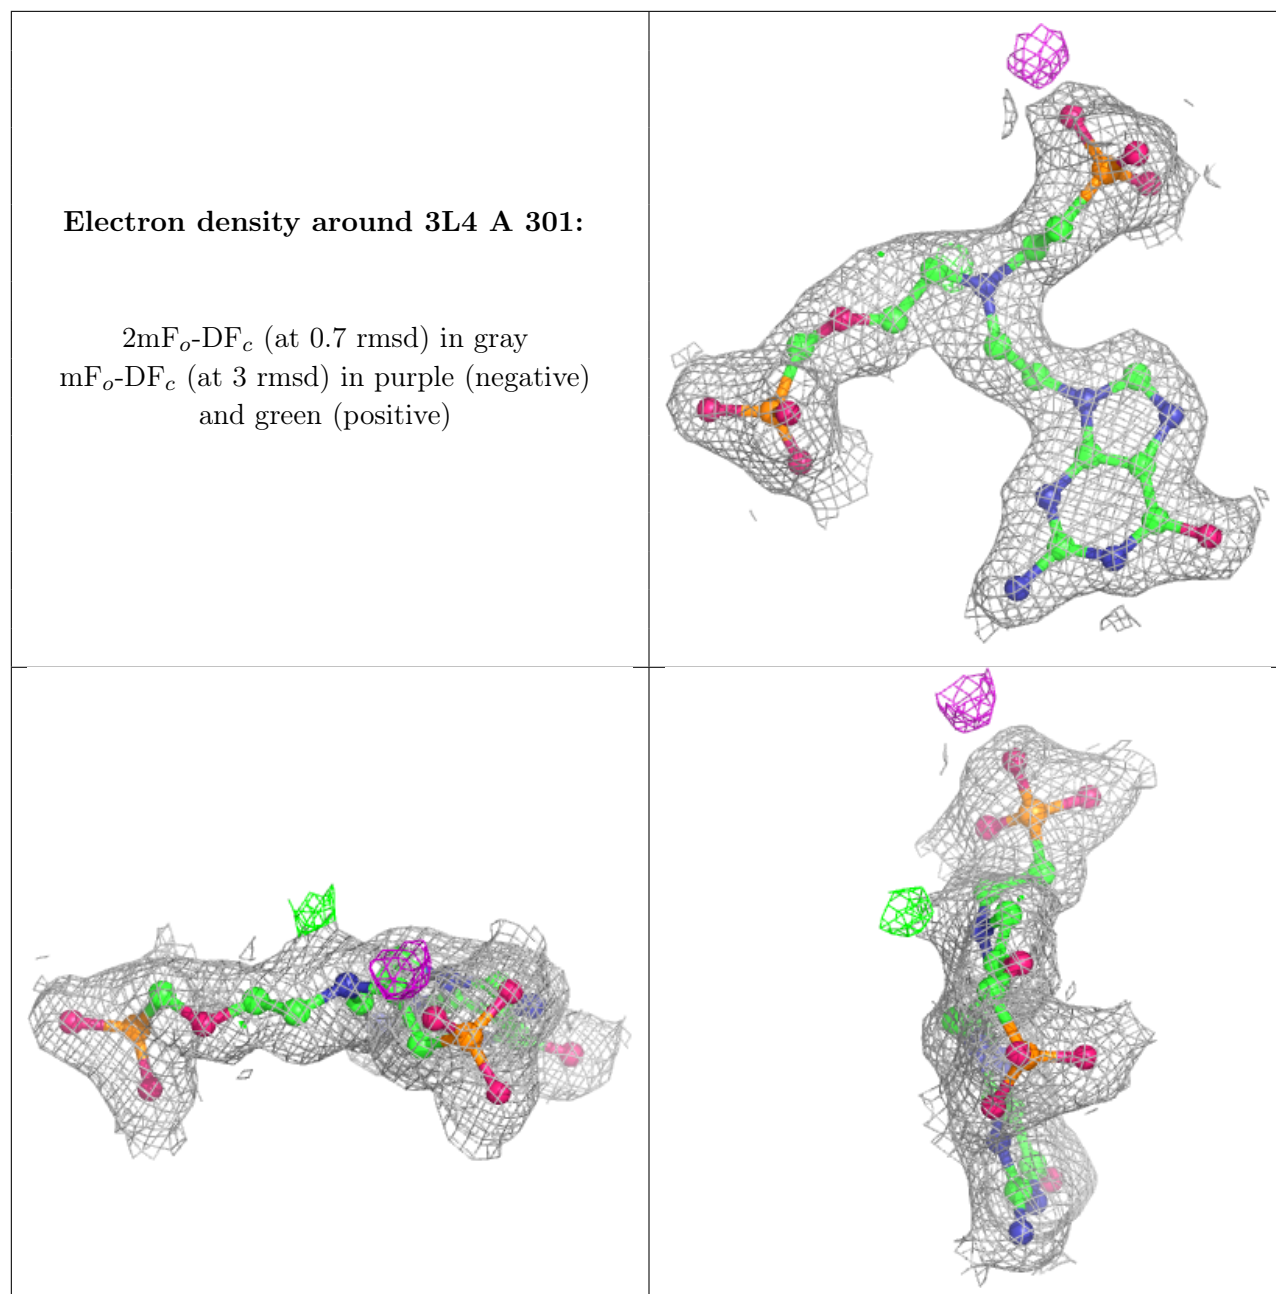 Electron density around 3L4 A 301:
2mFo-DFc (at 0.7 rmsd) in gray
mFo-DFc (at 3 rmsd) in purple (negative)
and green (positive)